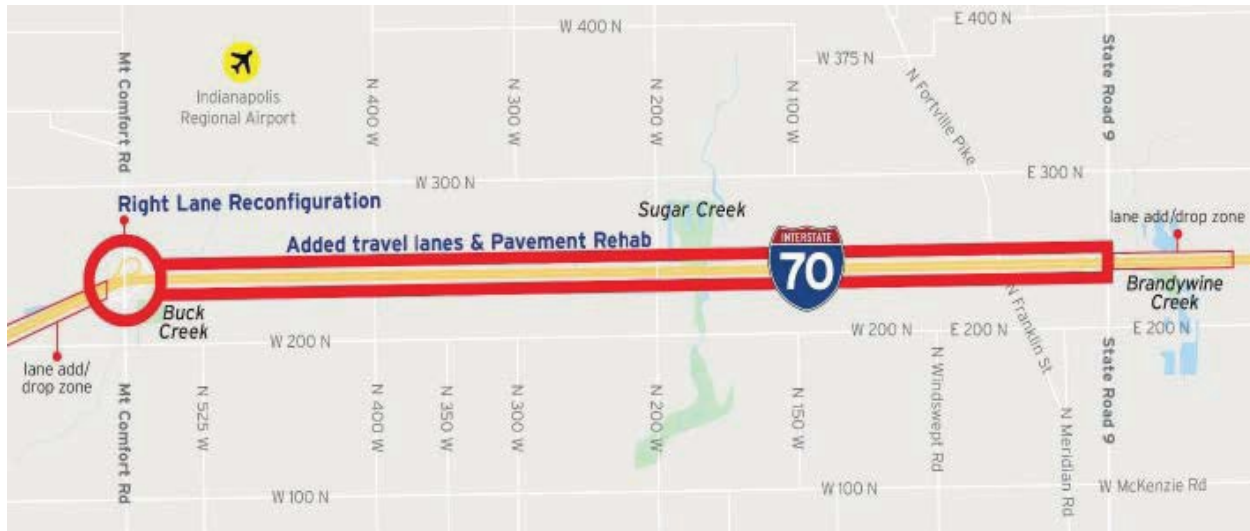 E 400 N
W 400 N
Mt Comfort Rd
Indianapolis
Regional Airport
N 400 W
N 300 W
N 200 W
W 375 N
N 100 W
N Fortville Pike
State Road 9
W 300 N
E 300 N
Right Lane Reconfiguration
Sugar Creek
lane add/drop zone
Added travel lanes & Pavement Rehab
INTERSTATE
70
Buck
Creek
Brandywine
Creek
N Franklin St
W 200 N
W 200 N
E 200 N
E 200 N
lane add/
drop zone
Mt Comfort Rd
N 525 W
N 400 W
N 350 W
N 300 W
N 200 W
N 150 W
N Windswept Rd
N Meridian Rd
State Road 9
W 100 N
W 100 N
W McKenzie Rd